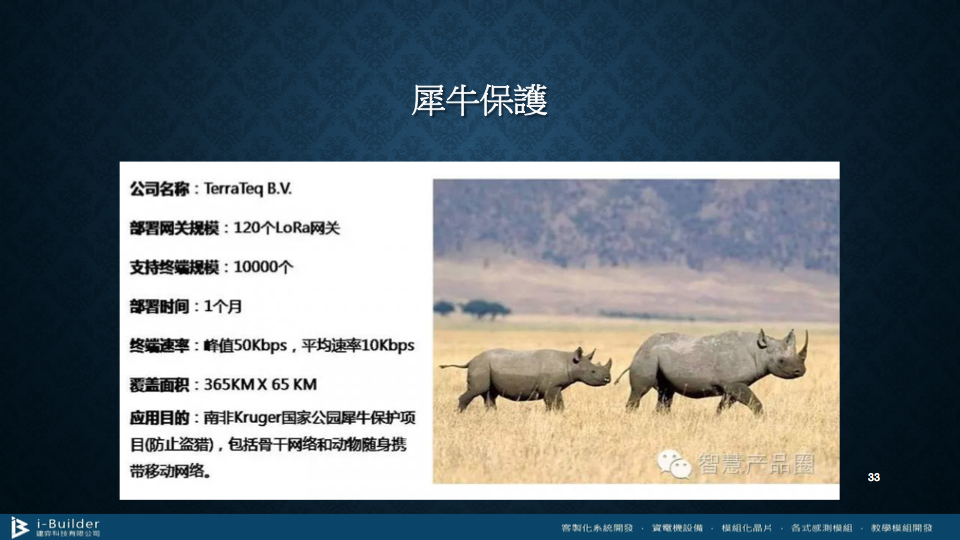 犀牛保護
公司名称：TerraTeq B.V.
部署网关规模：120个LoRa网关
支持终端规模：10000个
部署时间：1个月
终端速率：峰值50Kbps，平均速率10Kbps
覆盖面积：365KM X 65 KM
应用目的：南非Kruger国家公园犀牛保护项
目(防止盗猎)，包括骨干网络和动物随身携
带移动网络。
智慧产品圈
33
i-Builder
建弈科技有限公司
客製化系統開發 · 資電機設備 · 模組化晶片 · 各式感測模組 · 教學模組開發